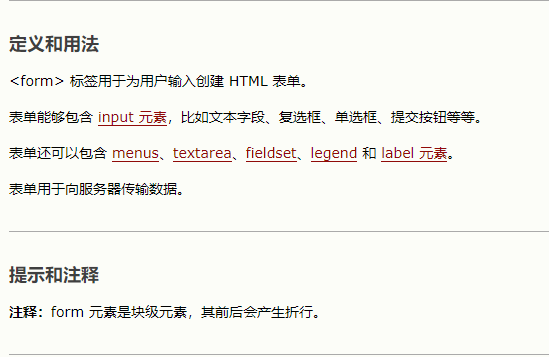 定义和用法
<form> 标签用于为用户输入创建 HTML 表单。
表单能够包含 input 元素，比如文本字段、复选框、单选框、提交按钮等等。
表单还可以包含 menus、textarea、fieldset、legend 和 label 元素。
表单用于向服务器传输数据。
提示和注释
注释：form 元素是块级元素，其前后会产生折行。